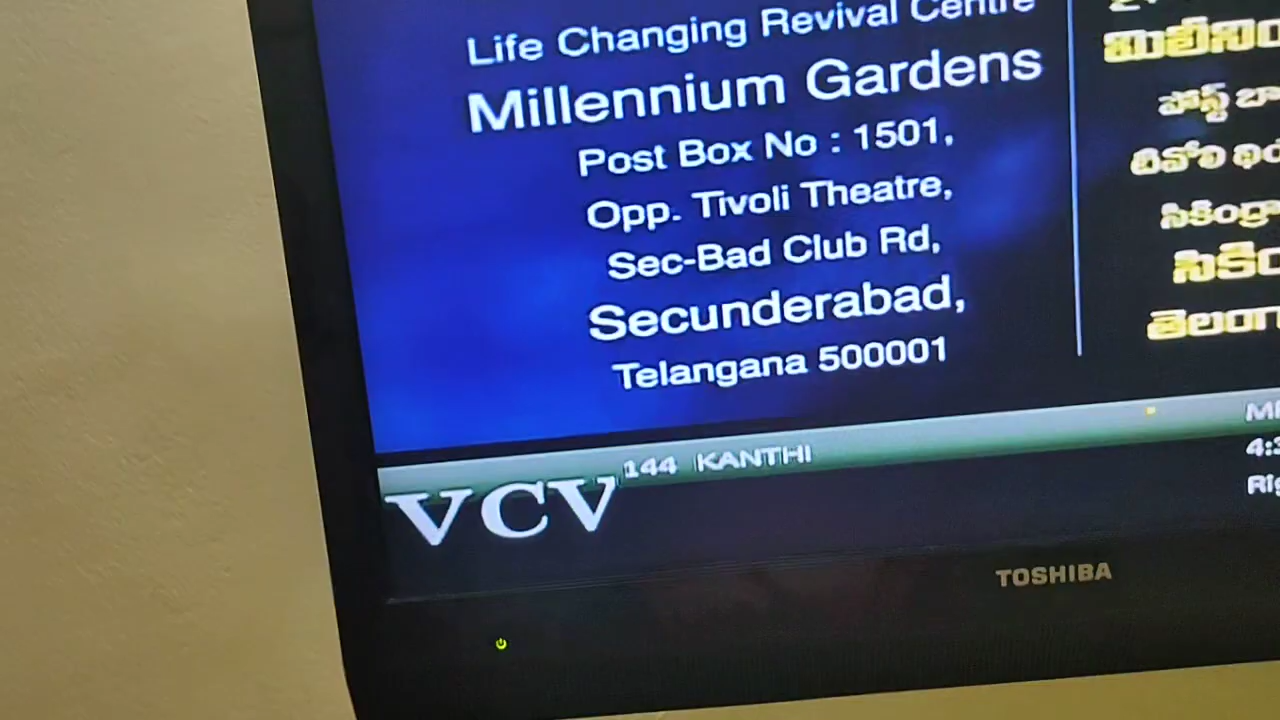 Life Changing Revival Centre
Millennium Gardens
Post Box No : 1501,
Opp. Tivoli Theatre,
Sec-Bad Club Rd,
Secunderabad,
Telangana 500001
పోస్ట్
టివోలి
144 KANTHI
VCV
TOSHIBA